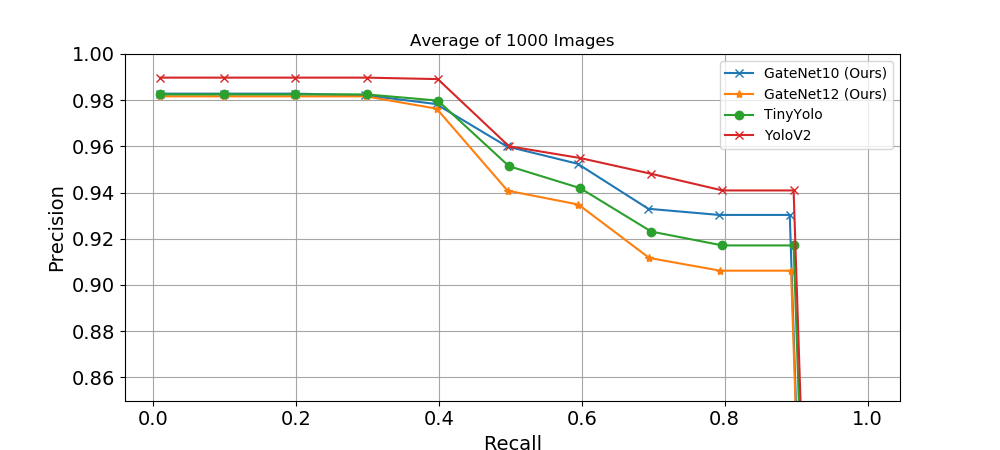 Average of 1000 Images
GateNet10 (Ours)
GateNet12 (Ours)
TinyYolo
YoloV2
Precision
1.00
0.98
0.96
0.94
0.92
0.90
0.88
0.86
0.0 0.2 0.4 0.6 0.8 1.0
Recall